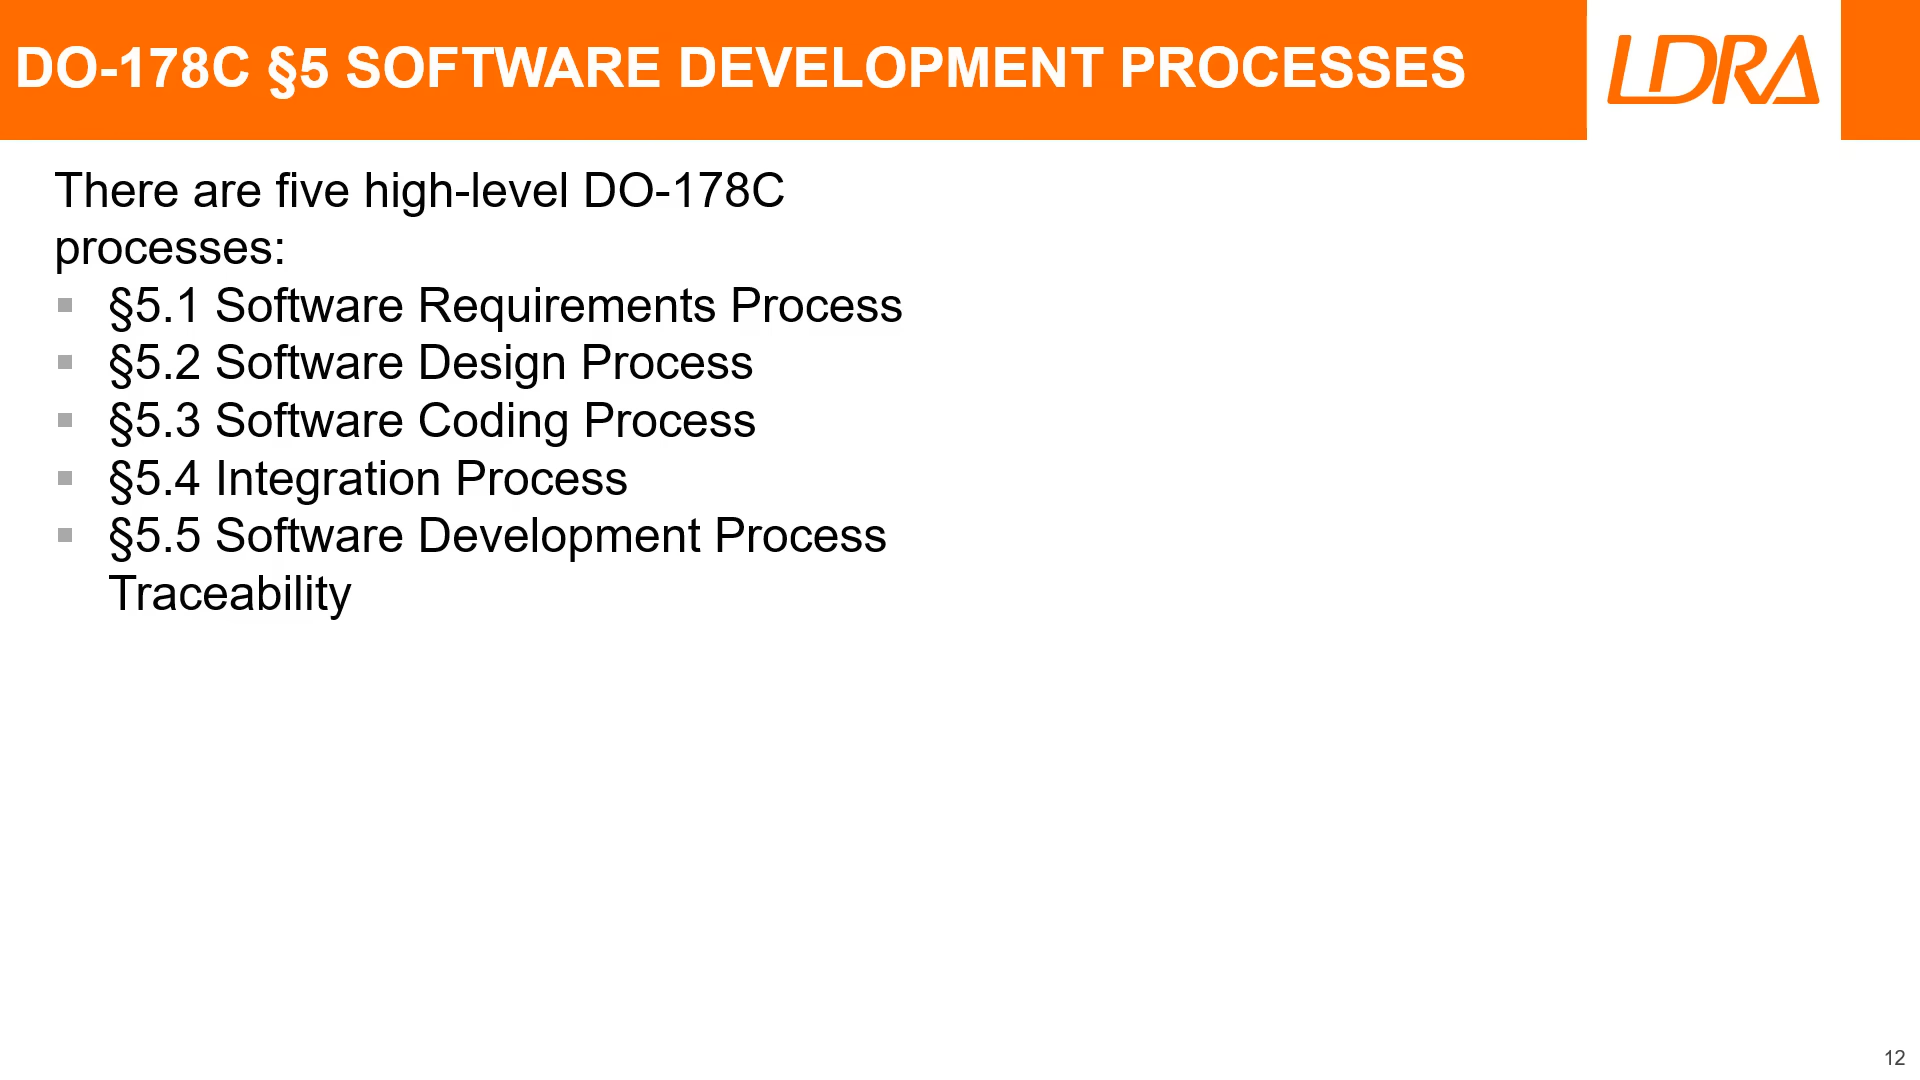 DO-178C §5 SOFTWARE DEVELOPMENT PROCESSES
LDRA
There are five high-level DO-178C
processes:
§5.1 Software Requirements Process
§5.2 Software Design Process
§5.3 Software Coding Process
§5.4 Integration Process
§5.5 Software Development Process
Traceability
12